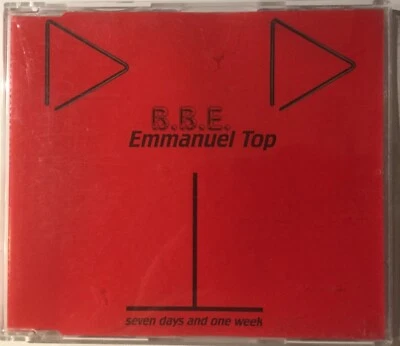 B.B.E.
Emmanuel Top
seven days and one week